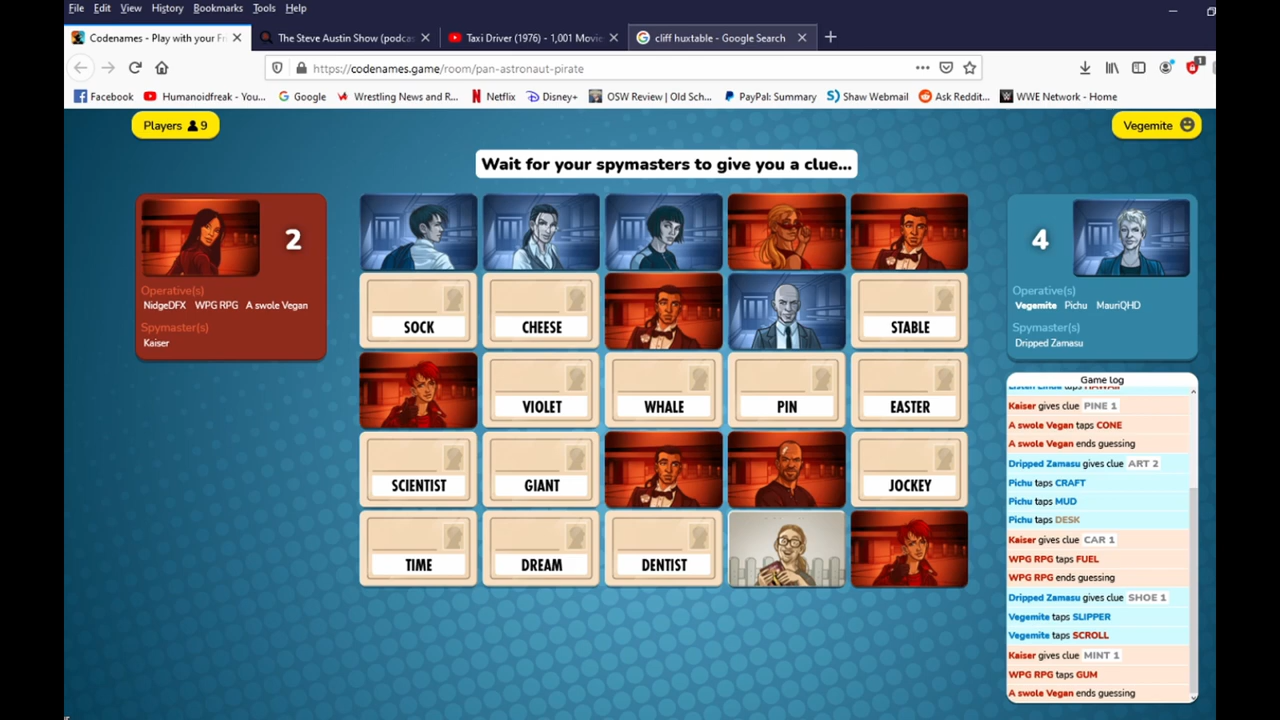 File Edit View History Bookmarks Tools Help
Codenames - Play with your Fr
The Steve Austin Show (podca
Taxi Driver (1976) - 1,001 Movie
cliff huxtable - Google Search
https://codenames.game/room/pan-astronaut-pirate
1
Facebook
Humanoidfreak - You...
Google
Wrestling News and R...
Netflix
Disney+
OSW Review | Old Sch...
PayPal: Summary
Shaw Webmail
Ask Reddit...
WWE Network - Home
Players 9
Vegemite
Wait for your spymasters to give you a clue...
2
Operative(s)
NidgeDFX WPG RPG A swole Vegan
Spymaster(s)
Kaiser
SOCK
CHEESE
STABLE
VIOLET
WHALE
PIN
EASTER
SCIENTIST
GIANT
JOCKEY
TIME
DREAM
DENTIST
4
Operative(s)
Vegemite Pichu MauriQHD
Spymaster(s)
Dripped Zamasu
Game log
Kaiser gives clue PINE 1
A swole Vegan taps CONE
A swole Vegan ends guessing
Dripped Zamasu gives clue ART 2
Pichu taps CRAFT
Pichu taps MUD
Pichu taps DESK
Kaiser gives clue CAR 1
WPG RPG taps FUEL
WPG RPG ends guessing
Dripped Zamasu gives clue SHOE 1
Vegemite taps SLIPPER
Vegemite taps SCROLL
Kaiser gives clue MINT 1
WPG RPG taps GUM
A swole Vegan ends guessing